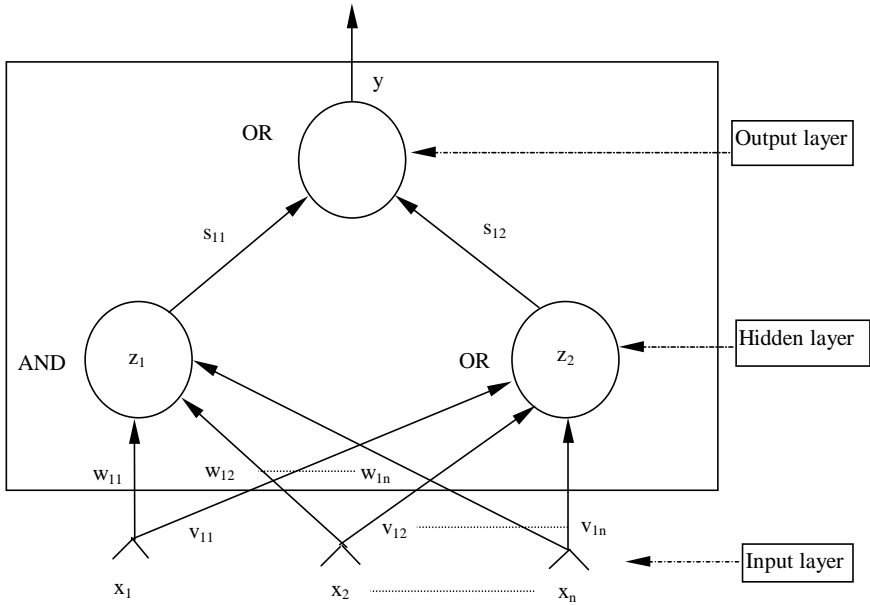 y
OR
Output layer
s₁₁ s₁₂
AND z₁ OR z₂ Hidden layer
w₁₁ w₁₂ w₁ₙ
v₁₁ v₁₂ v₁ₙ
Input layer
x₁ x₂ xₙ